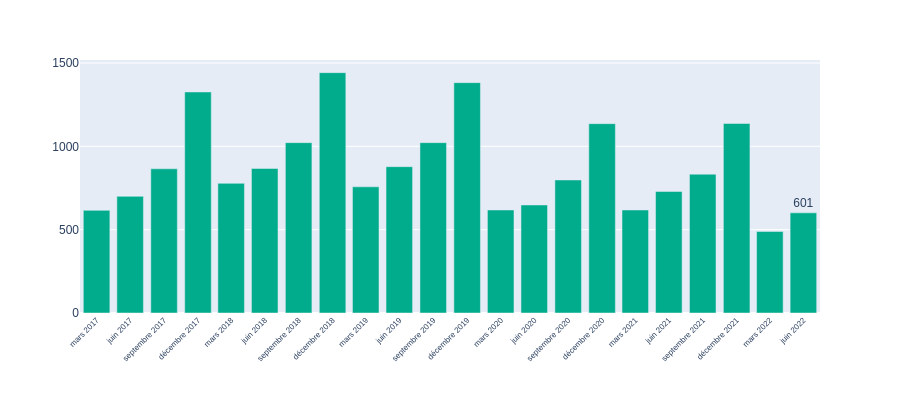 1500
1000
500
0
601
mars 2017
juin 2017
septembre 2017
décembre 2017
mars 2018
juin 2018
septembre 2018
décembre 2018
mars 2019
juin 2019
septembre 2019
décembre 2019
mars 2020
juin 2020
septembre 2020
décembre 2020
mars 2021
juin 2021
septembre 2021
décembre 2021
mars 2022
juin 2022